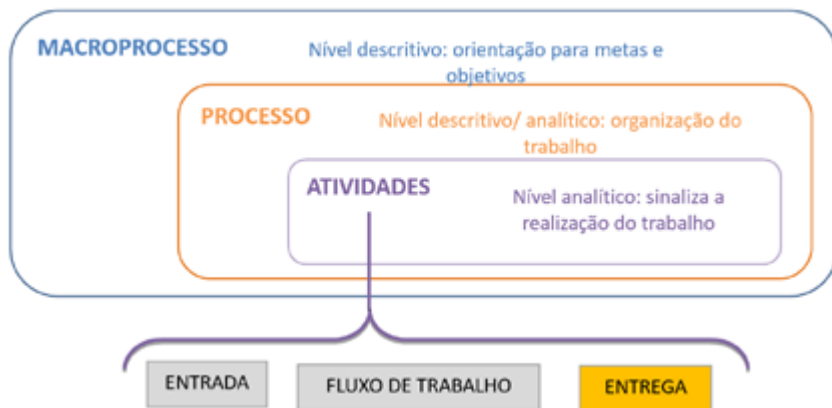 MACROPROCESSO
Nível descritivo: orientação para metas e
objetivos
PROCESSO
Nível descritivo/ analítico: organização do
trabalho
ATIVIDADES
Nível analítico: sinaliza a
realização do trabalho
ENTRADA
FLUXO DE TRABALHO
ENTREGA